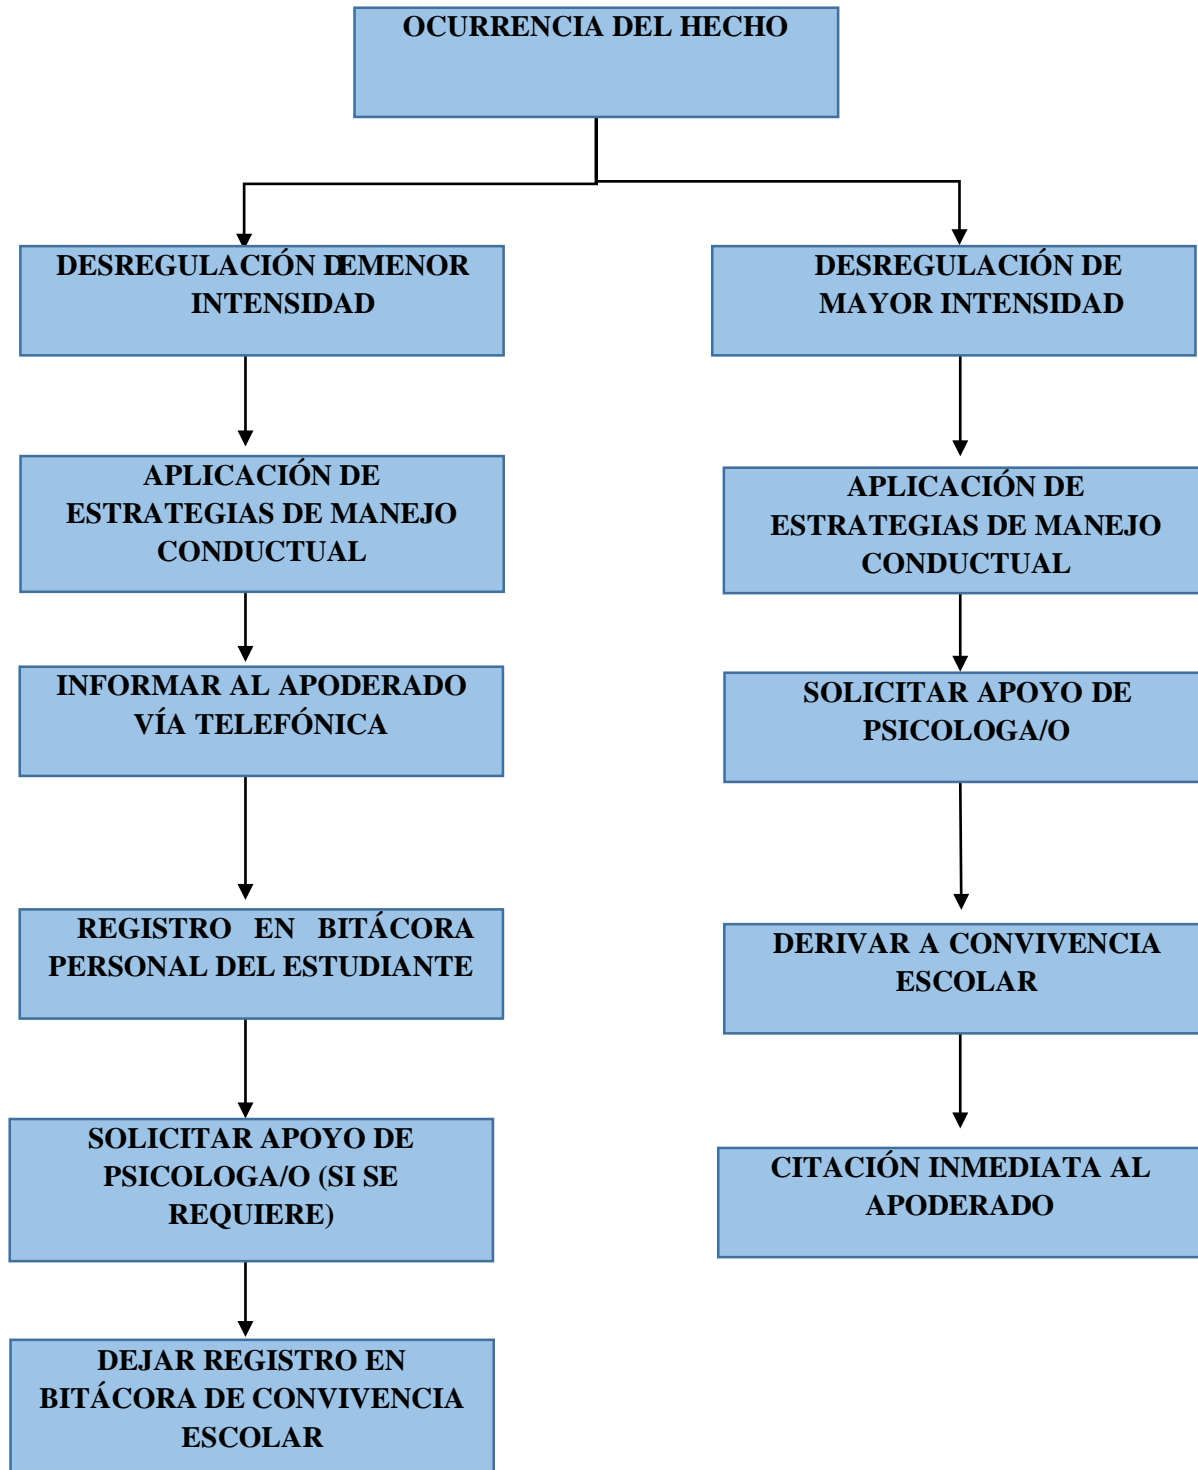 OCURRENCIA DEL HECHO
DESREGULACIÓN DE MENOR
INTENSIDAD
APLICACIÓN DE
ESTRATEGIAS DE MANEJO
CONDUCTUAL
INFORMAR AL APODERADO
VÍA TELEFÓNICA
REGISTRO EN BITÁCORA
PERSONAL DEL ESTUDIANTE
SOLICITAR APOYO DE
PSICOLOGA/O (SI SE
REQUIERE)
DEJAR REGISTRO EN
BITÁCORA DE CONVIVENCIA
ESCOLAR
DESREGULACIÓN DE
MAYOR INTENSIDAD
APLICACIÓN DE
ESTRATEGIAS DE MANEJO
CONDUCTUAL
SOLICITAR APOYO DE
PSICOLOGA/O
DERIVAR A CONVIVENCIA
ESCOLAR
CITACIÓN INMEDIATA AL
APODERADO